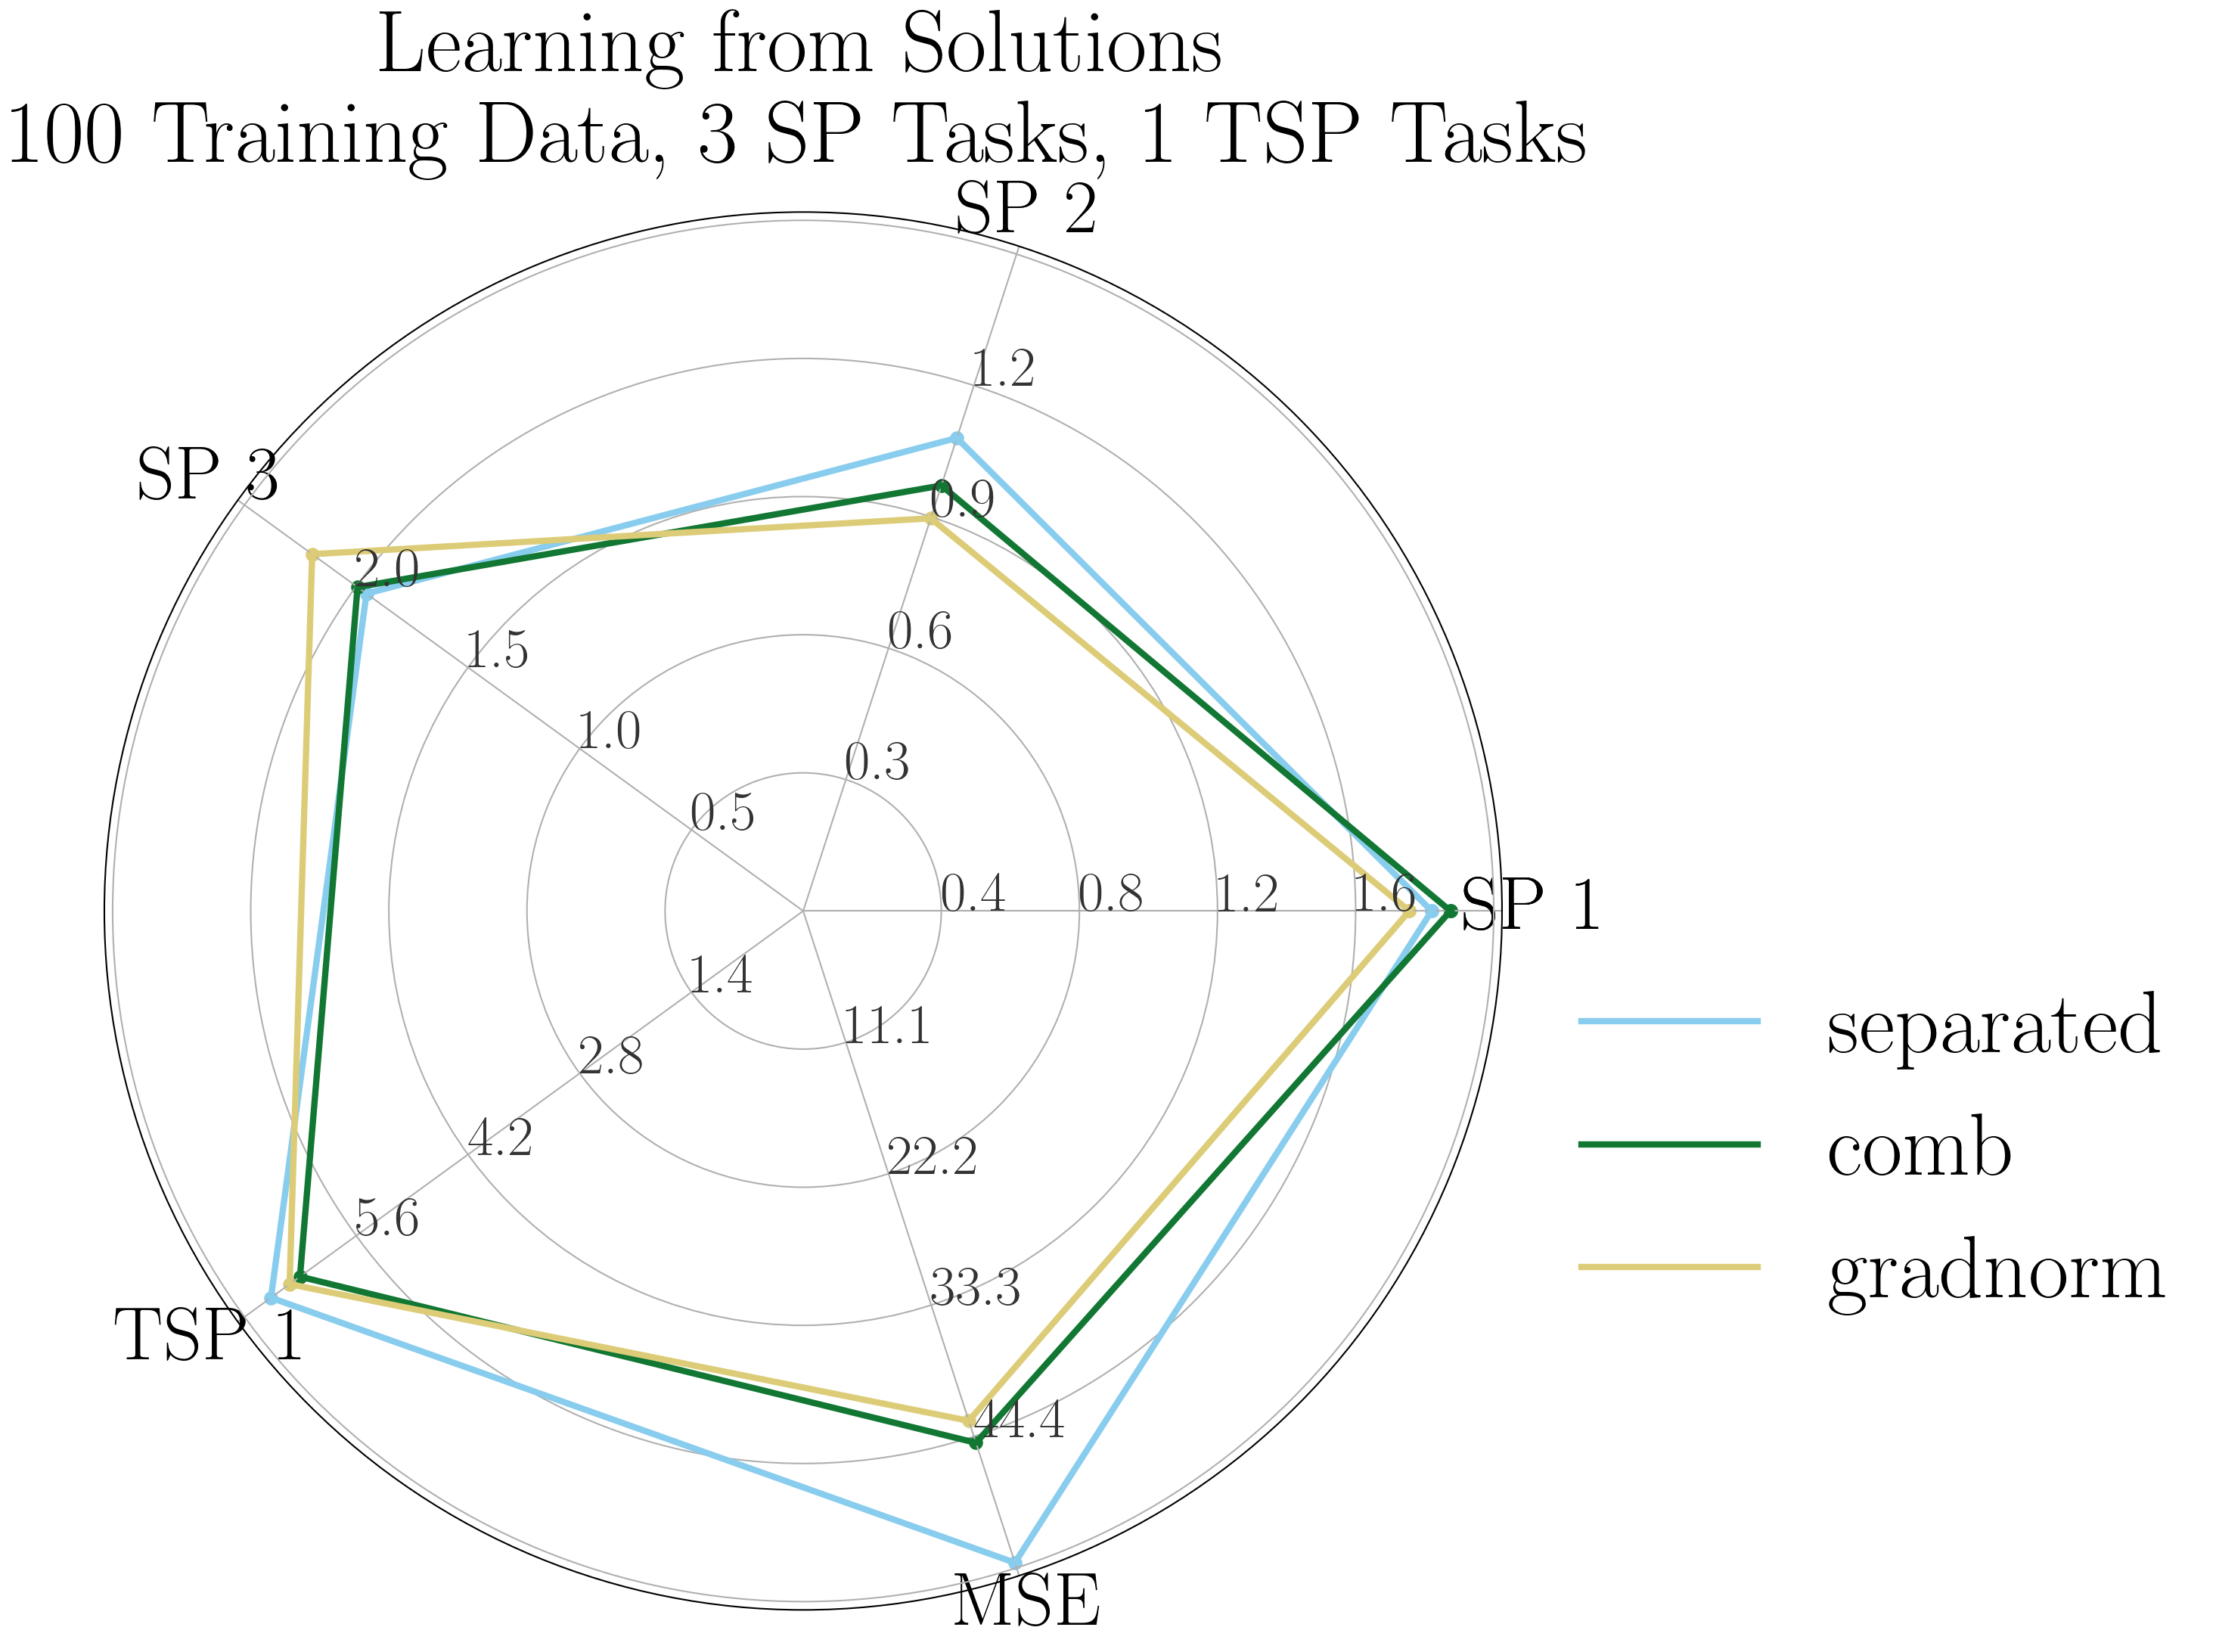 Learning from Solutions
100 Training Data, 3 SP Tasks, 1 TSP Tasks
SP 2
1.2
SP 3
0.9
2.0
0.6
1.5
1.0
0.3
0.5
0.4 0.8 1.2 1.6 SP 1
1.4
11.1
separated
2.8
4.2
22.2
comb
5.6
33.3
gradnorm
TSP 1
44.4
MSE